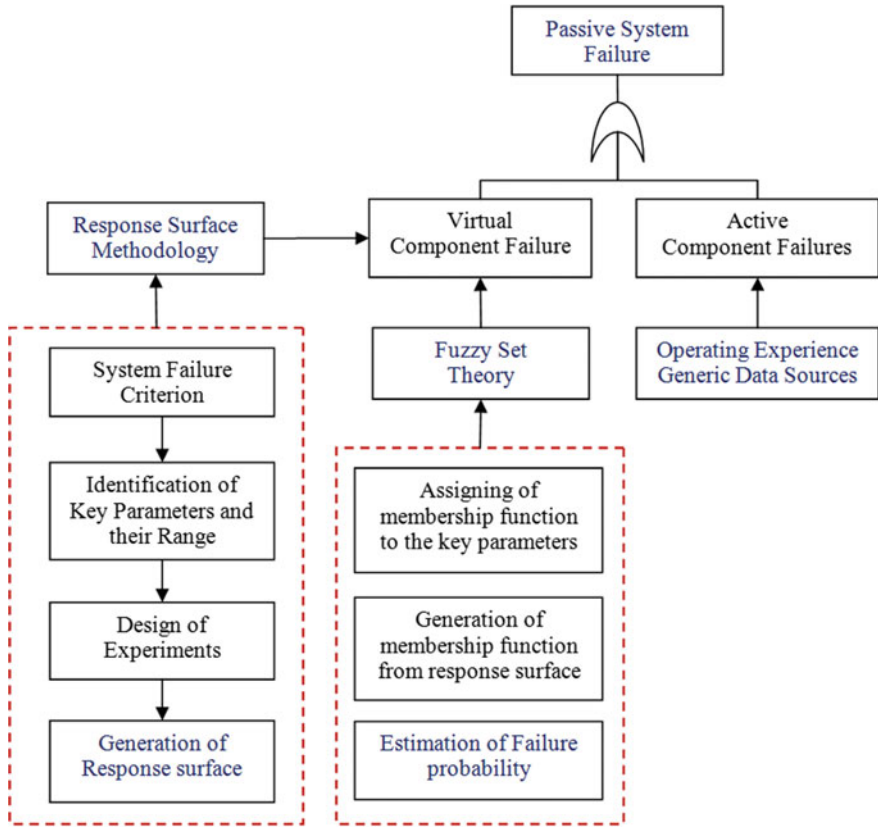 Passive System
Failure
Response Surface
Methodology
Virtual
Component Failure
Active
Component Failures
Fuzzy Set
Theory
Operating Experience
Generic Data Sources
System Failure
Criterion
Identification of
Key Parameters and
their Range
Design of
Experiments
Generation of
Response surface
Assigning of
membership function
to the key parameters
Generation of
membership function
from response surface
Estimation of Failure
probability